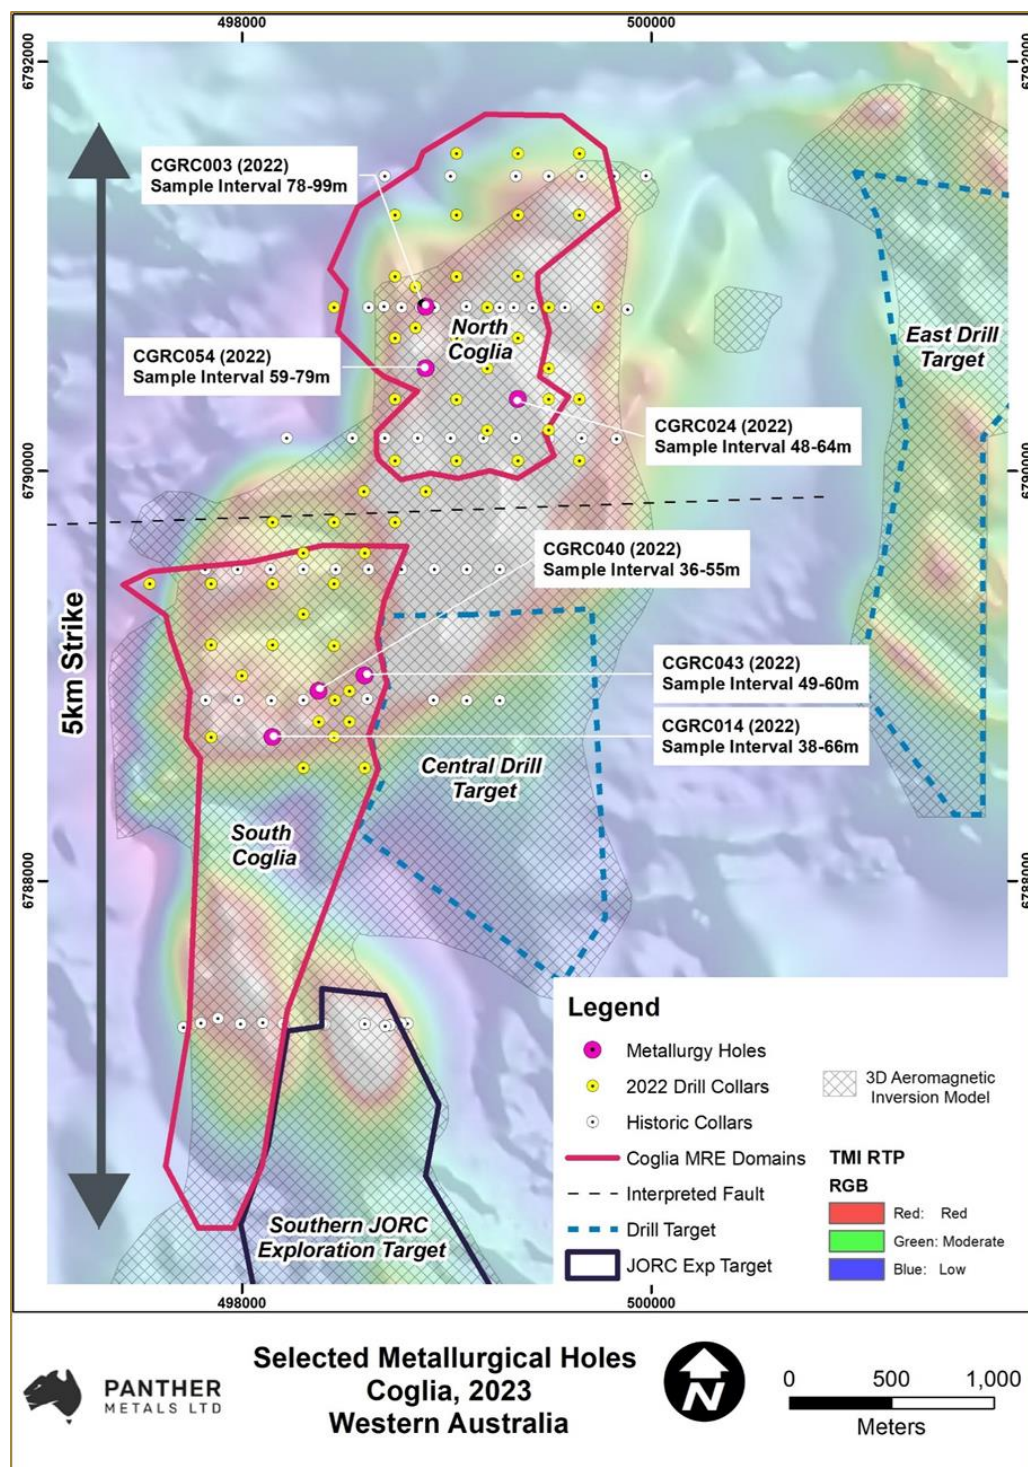 498000
500000
6792000
6792000
CGRC003 (2022)
Sample Interval 78-99m
North
Coglia
East Drill
Target
CGRC054 (2022)
Sample Interval 59-79m
CGRC024 (2022)
Sample Interval 48-64m
6790000
6790000
CGRC040 (2022)
Sample Interval 36-55m
5km Strike
CGRC043 (2022)
Sample Interval 49-60m
CGRC014 (2022)
Sample Interval 38-66m
Central Drill
Target
South
Coglia
6788000
6788000
Southern JORC
Exploration Target
Legend
Metallurgy Holes
2022 Drill Collars
Historic Collars
Coglia MRE Domains
Interpreted Fault
Drill Target
JORC Exp Target
3D Aeromagnetic
Inversion Model
TMI RTP
RGB
Red: Red
Green: Moderate
Blue: Low
498000
500000
PANTHER
METALS LTD
Selected Metallurgical Holes
Coglia, 2023
Western Australia
N
0 500 1,000
Meters